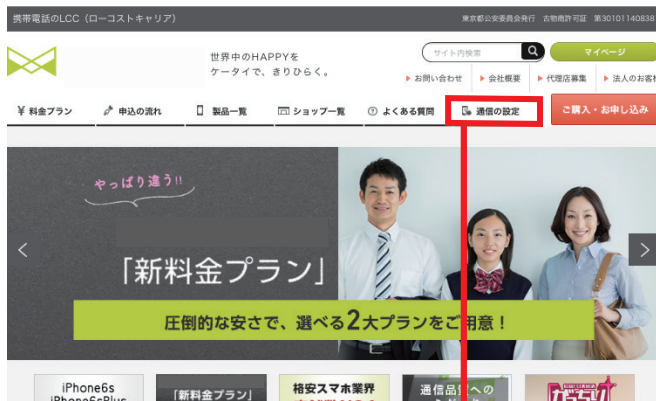 携帯電話のLCC（ローコストキャリア）
東京都公安委員会発行 古物商許可証 第30101140838
世界中のHAPPYを
ケータイで、きりひらく。
サイト内検索
マイページ
お問い合わせ
会社概要
代理店募集
法人のお客
¥ 料金プラン
申込の流れ
製品一覧
ショップ一覧
? よくある質問
通信の設定
ご購入・お申し込み
やっぱり違う!!
「新料金プラン」
圧倒的な安さで、選べる2大プランをご用意！
iPhone6s
iPhone6sPlus
「新料金プラン」
格安スマホ業界
通信品質への